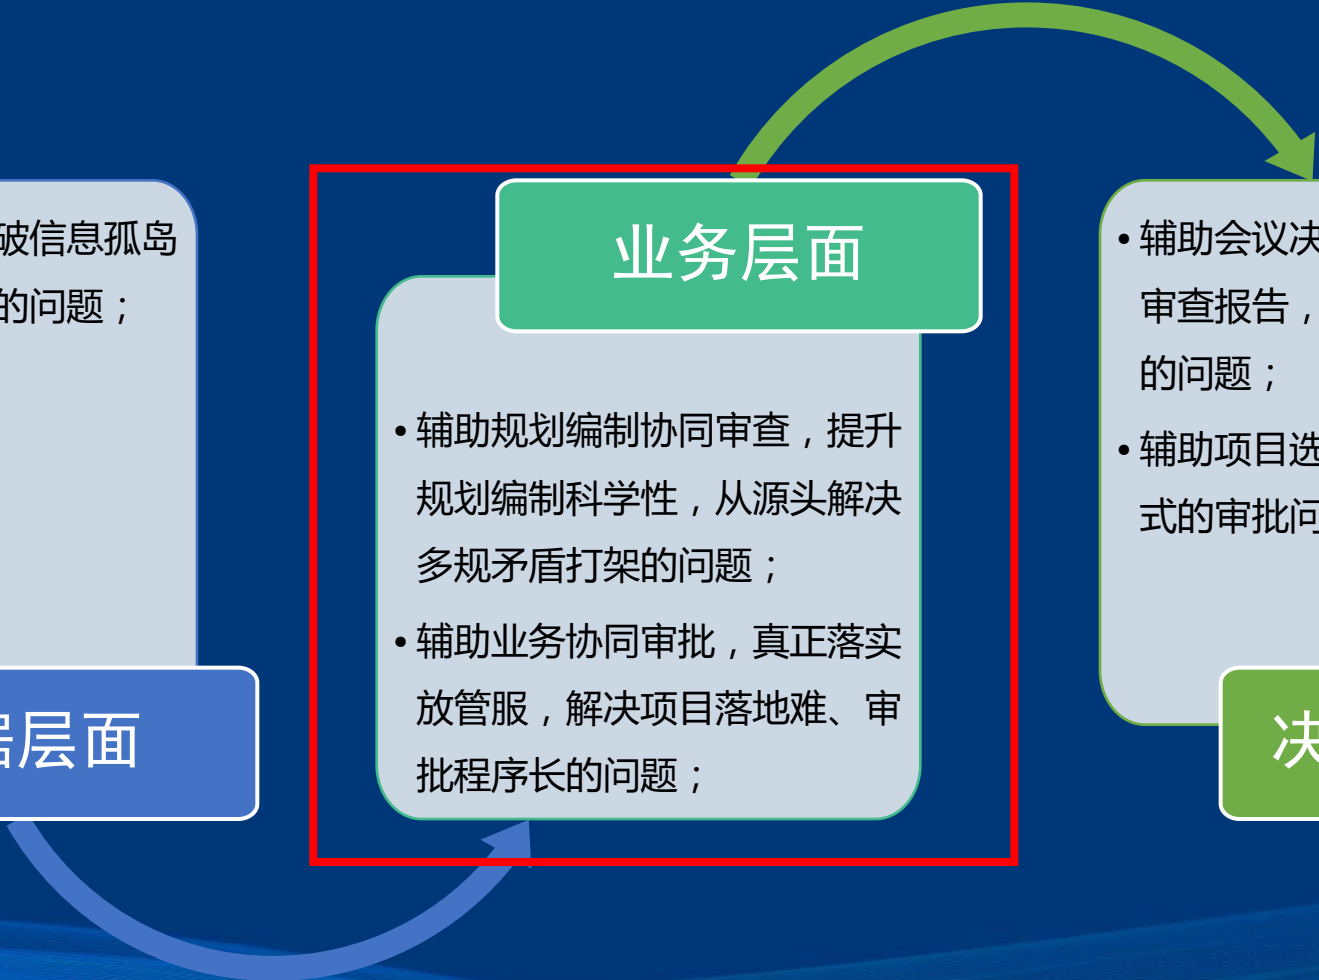 破信息孤岛
的问题；
层面
业务层面
• 辅助规划编制协同审查，提升
规划编制科学性，从源头解决
多规矛盾打架的问题；
• 辅助业务协同审批，真正落实
放管服，解决项目落地难、审
批程序长的问题；
• 辅助会议决
审查报告，
的问题；
• 辅助项目选
式的审批问
决